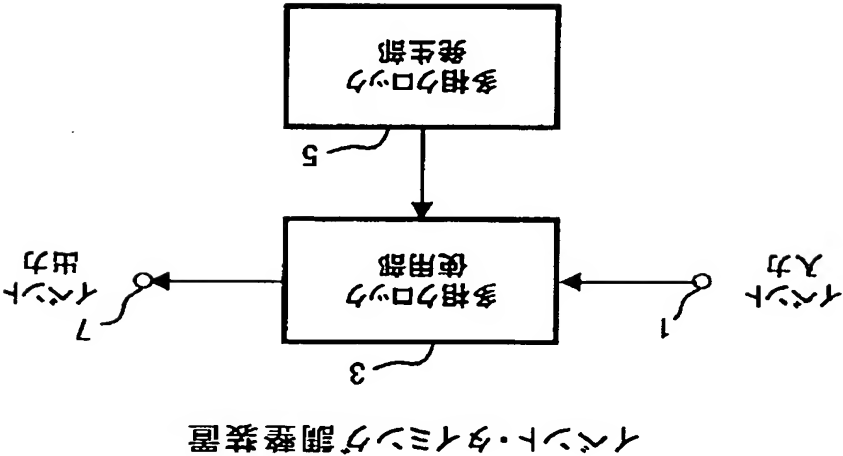 イベント・タイミング調整装置
3
イベント
入力
1
多相クロック
使用部
7
イベント
出力
5
多相クロック
発生部